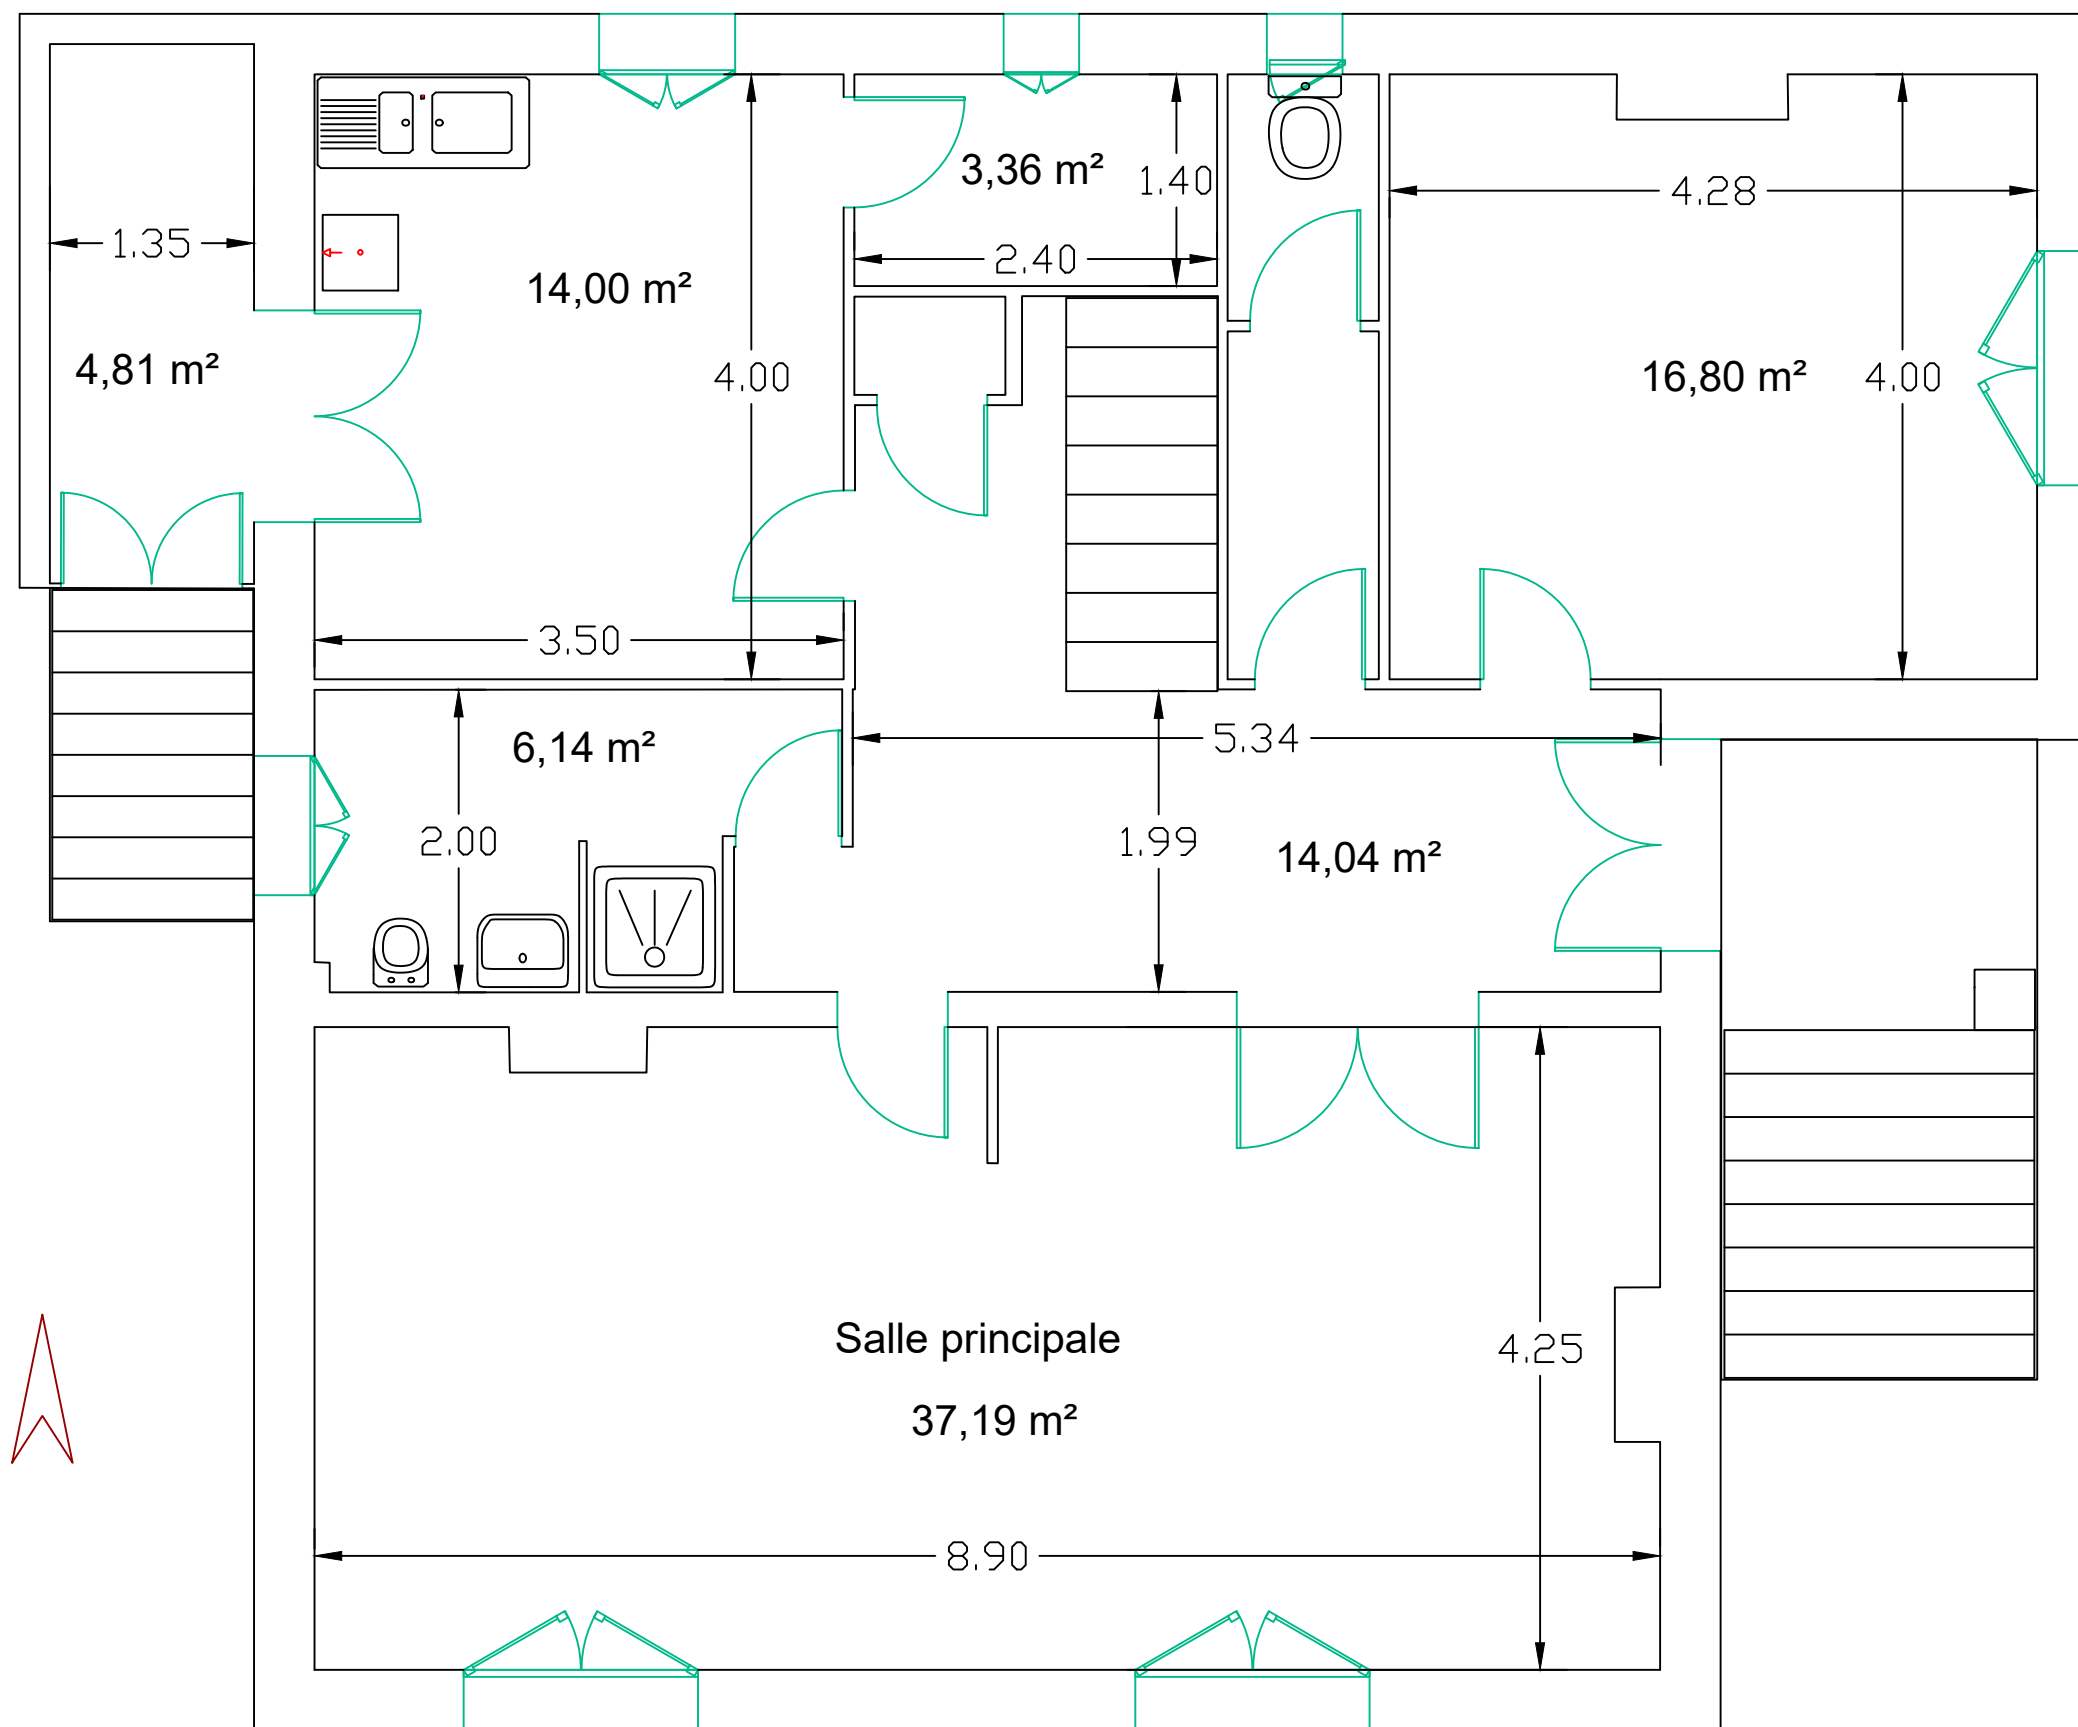 3,36 m²
1.40
4.28
1.35
2.40
14,00 m²
4,81 m²
4.00
16,80 m²
4.00
3.50
5.34
6,14 m²
2.00
1.99
14,04 m²
Salle principale
4.25
37,19 m²
8.90